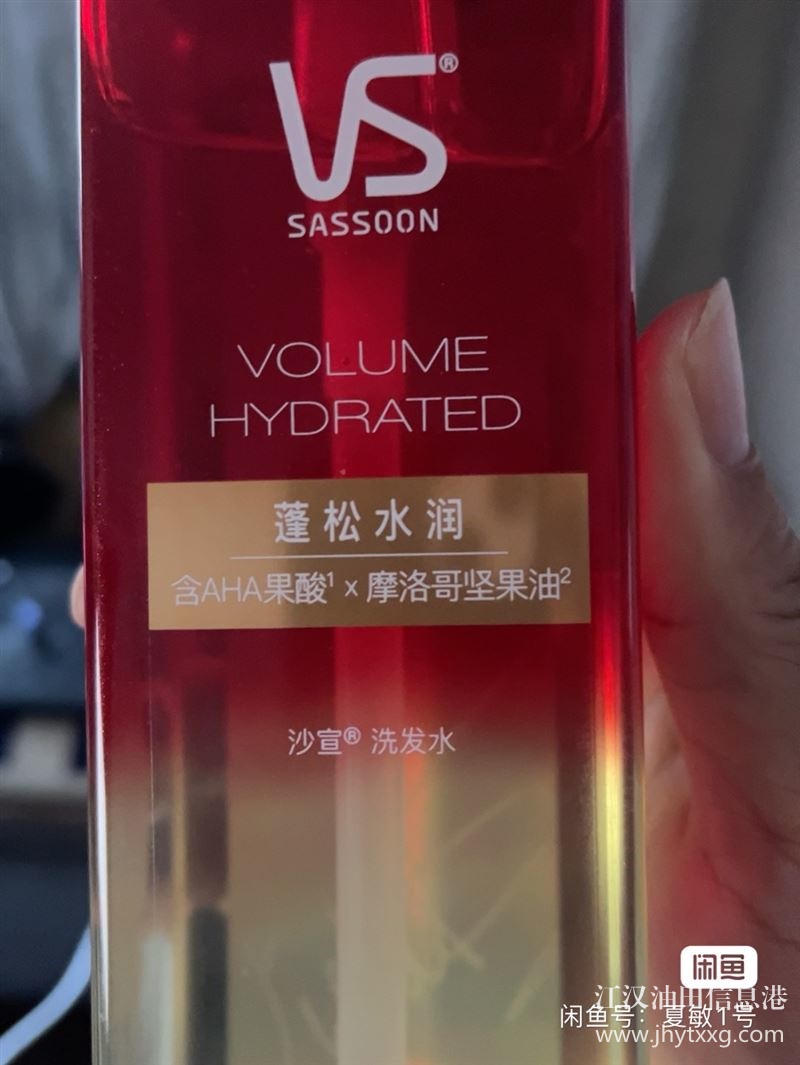 VS®
SASSOON
VOLUME
HYDRATED
蓬松水润
含AHA果酸¹ x 摩洛哥坚果油²
沙宣® 洗发水
闲鱼
江汉油田信息港
闲鱼号：夏敏1号
www.jhytxxg.com